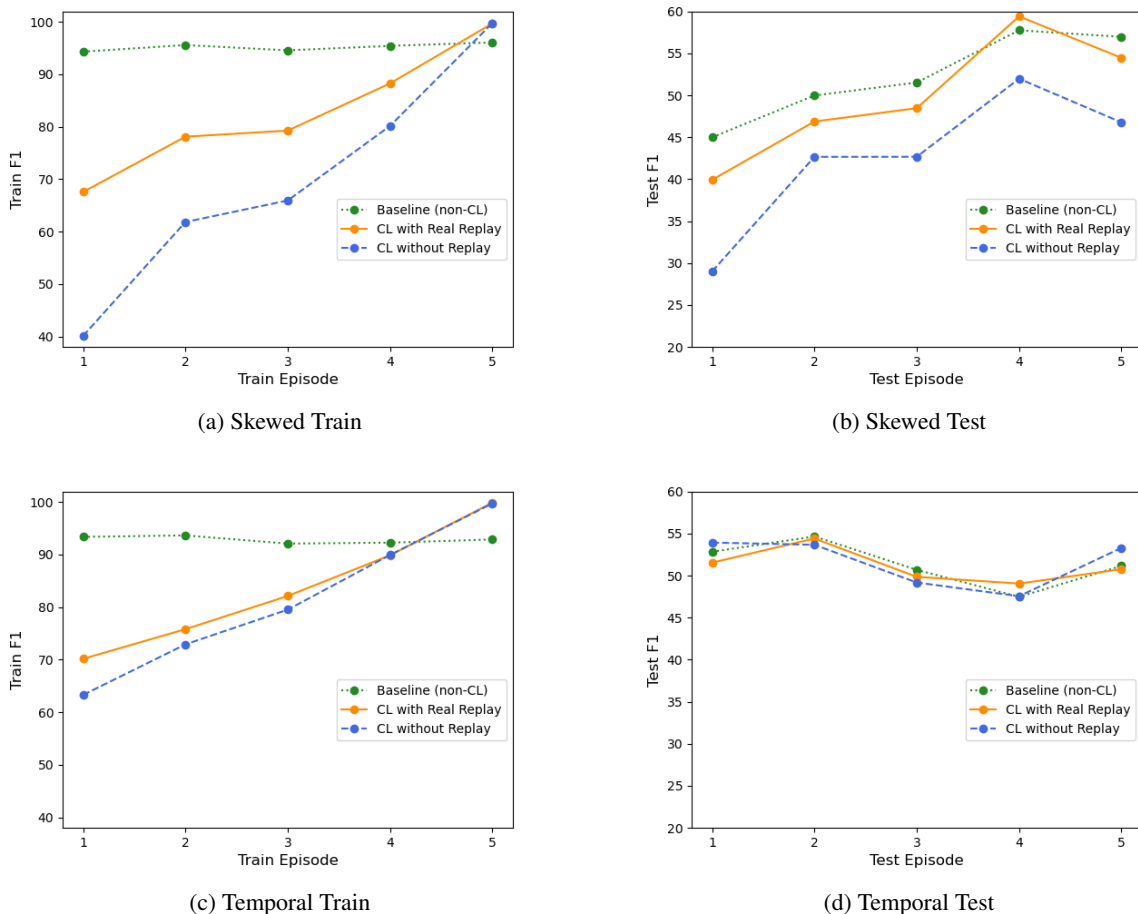 100
90
80
70
60
50
40
Train F1
1 2 3 4 5
Train Episode
Baseline (non-CL)
CL with Real Replay
CL without Replay
(a) Skewed Train
60
55
50
45
40
35
30
25
20
Test F1
1 2 3 4 5
Test Episode
Baseline (non-CL)
CL with Real Replay
CL without Replay
(b) Skewed Test
100
90
80
70
60
50
40
Train F1
1 2 3 4 5
Train Episode
Baseline (non-CL)
CL with Real Replay
CL without Replay
(c) Temporal Train
60
55
50
45
40
35
30
25
20
Test F1
1 2 3 4 5
Test Episode
Baseline (non-CL)
CL with Real Replay
CL without Replay
(d) Temporal Test